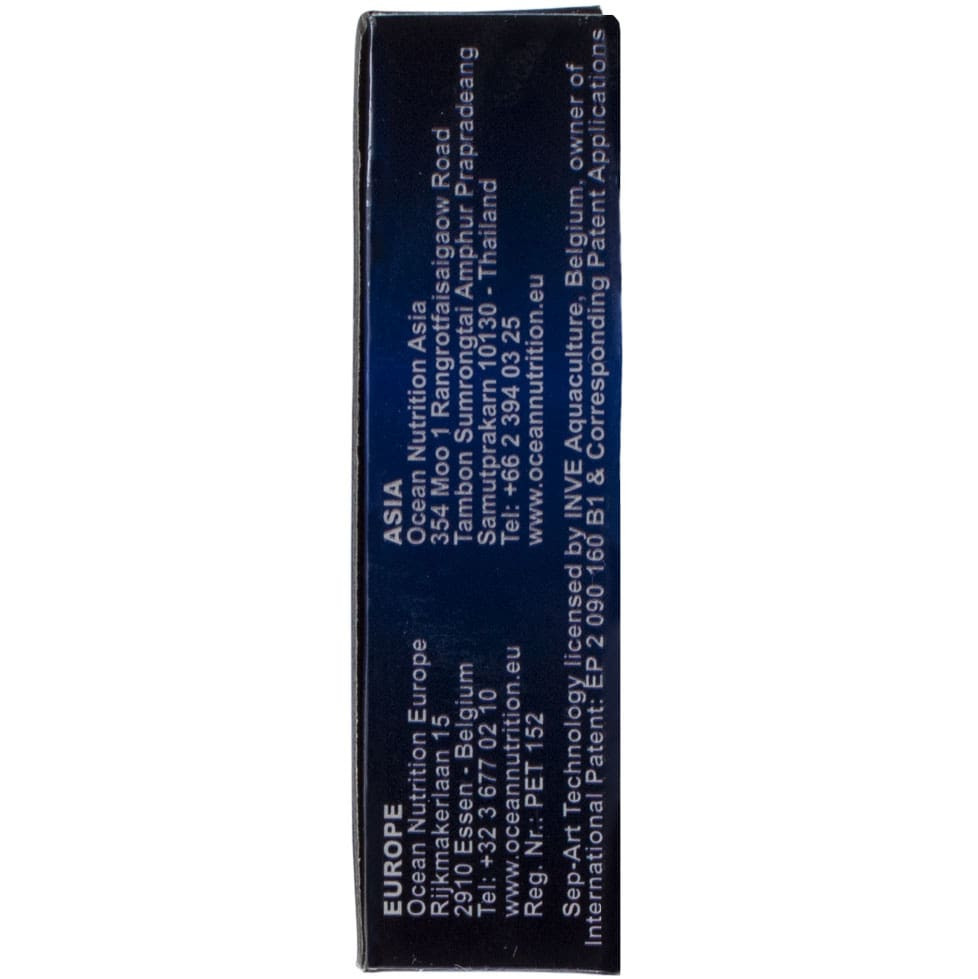 EUROPE
Ocean Nutrition Europe
Rijkmakerlaan 15
2910 Essen - Belgium
Tel: +32 3 677 02 10
www.oceannutrition.eu
Reg. Nr.: PET 152
ASIA
Ocean Nutrition Asia
354 Moo 1 Rangrotfaisaigaow Road
Tambon Sumrongtai Amphur Prapradeang
Samutprakarn 10130 - Thailand
Tel: +66 2 394 03 25
www.oceannutrition.eu
Sep-Art Technology licensed by INVE Aquaculture, Belgium, owner of
International Patent: EP 2 090 160 B1 & Corresponding Patent Applications